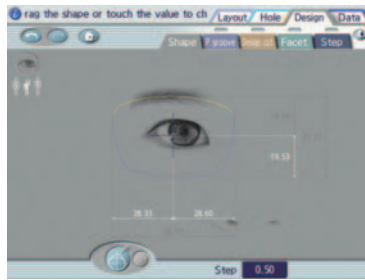 rag the shape or touch the value to ch
Layout Hole Design Data
Shape Facet Step
19.53
28.33 28.60
Step 0.50